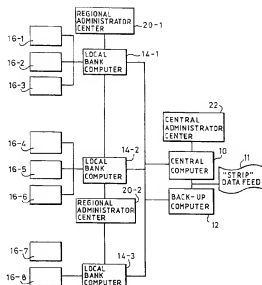 REGIONAL
ADMINISTRATOR
CENTER
20-1
16-1
16-2
16-3
LOCAL
BANK
COMPUTER
14-1
22
CENTRAL
ADMINISTRATOR
CENTER
16-4
16-5
16-6
LOCAL
BANK
COMPUTER
14-2
10
CENTRAL
COMPUTER
11
"STRIP"
DATA FEED
BACK-UP
COMPUTER
12
20-2
REGIONAL
ADMINISTRATOR
CENTER
16-7
16-8
LOCAL
BANK
COMPUTER
14-3